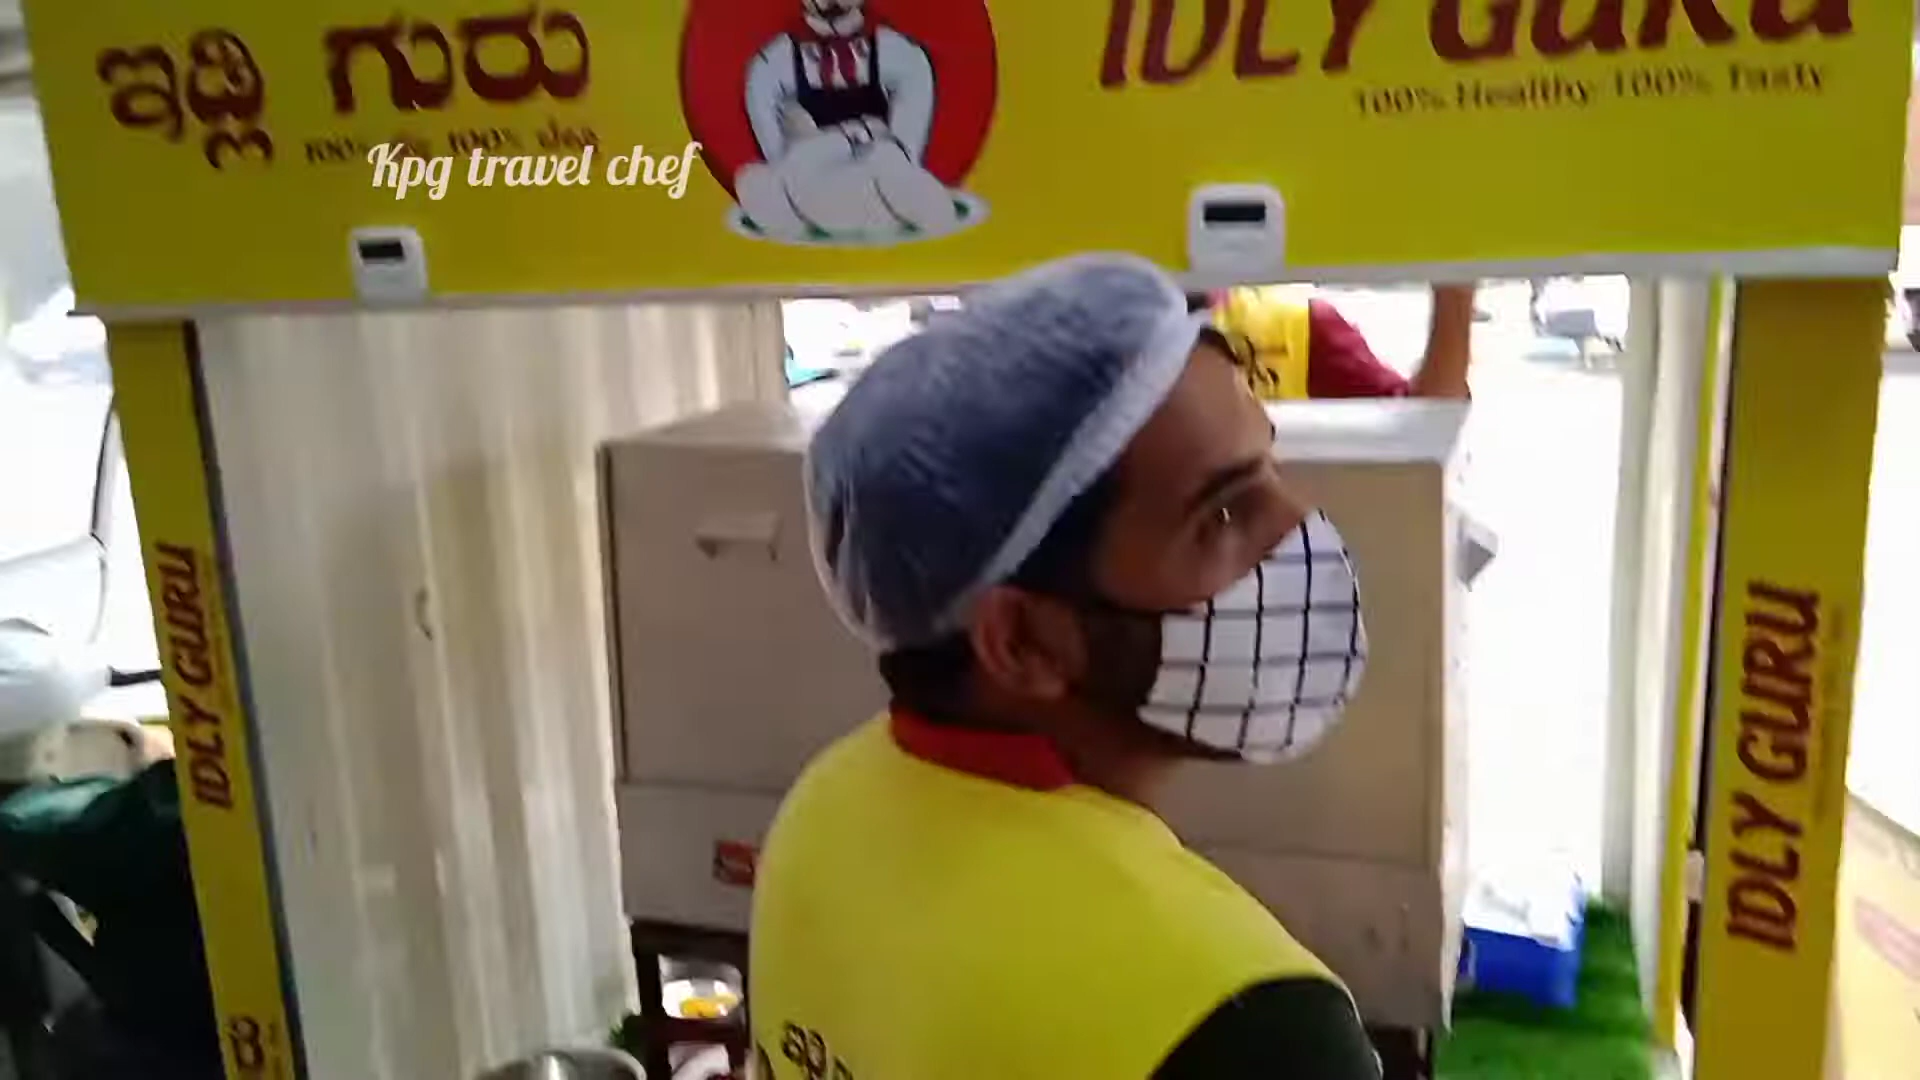 ಇಡ್ಲಿ ಗುರು
IDLY GURU
100% Healthy 100% Tasty
Kpg travel chef
IDLY GURU
IDLY GURU